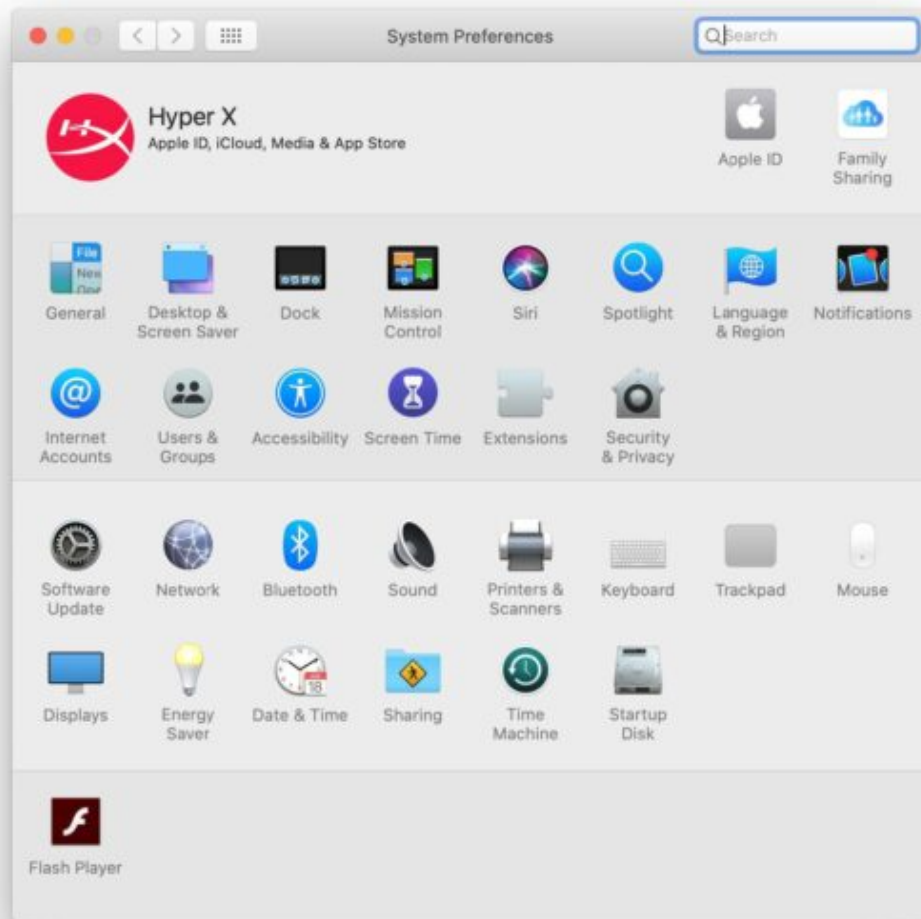 System Preferences
Search
Hyper X
Apple ID, iCloud, Media & App Store
Apple ID
Family
Sharing
File
New
General
Desktop &
Screen Saver
Dock
Mission
Control
Siri
Spotlight
Language
& Region
Notifications
Internet
Accounts
Users &
Groups
Accessibility
Screen Time
Extensions
Security
& Privacy
Software
Update
Network
Bluetooth
Sound
Printers &
Scanners
Keyboard
Trackpad
Mouse
18
Displays
Energy
Saver
Date & Time
Sharing
Time
Machine
Startup
Disk
Flash Player